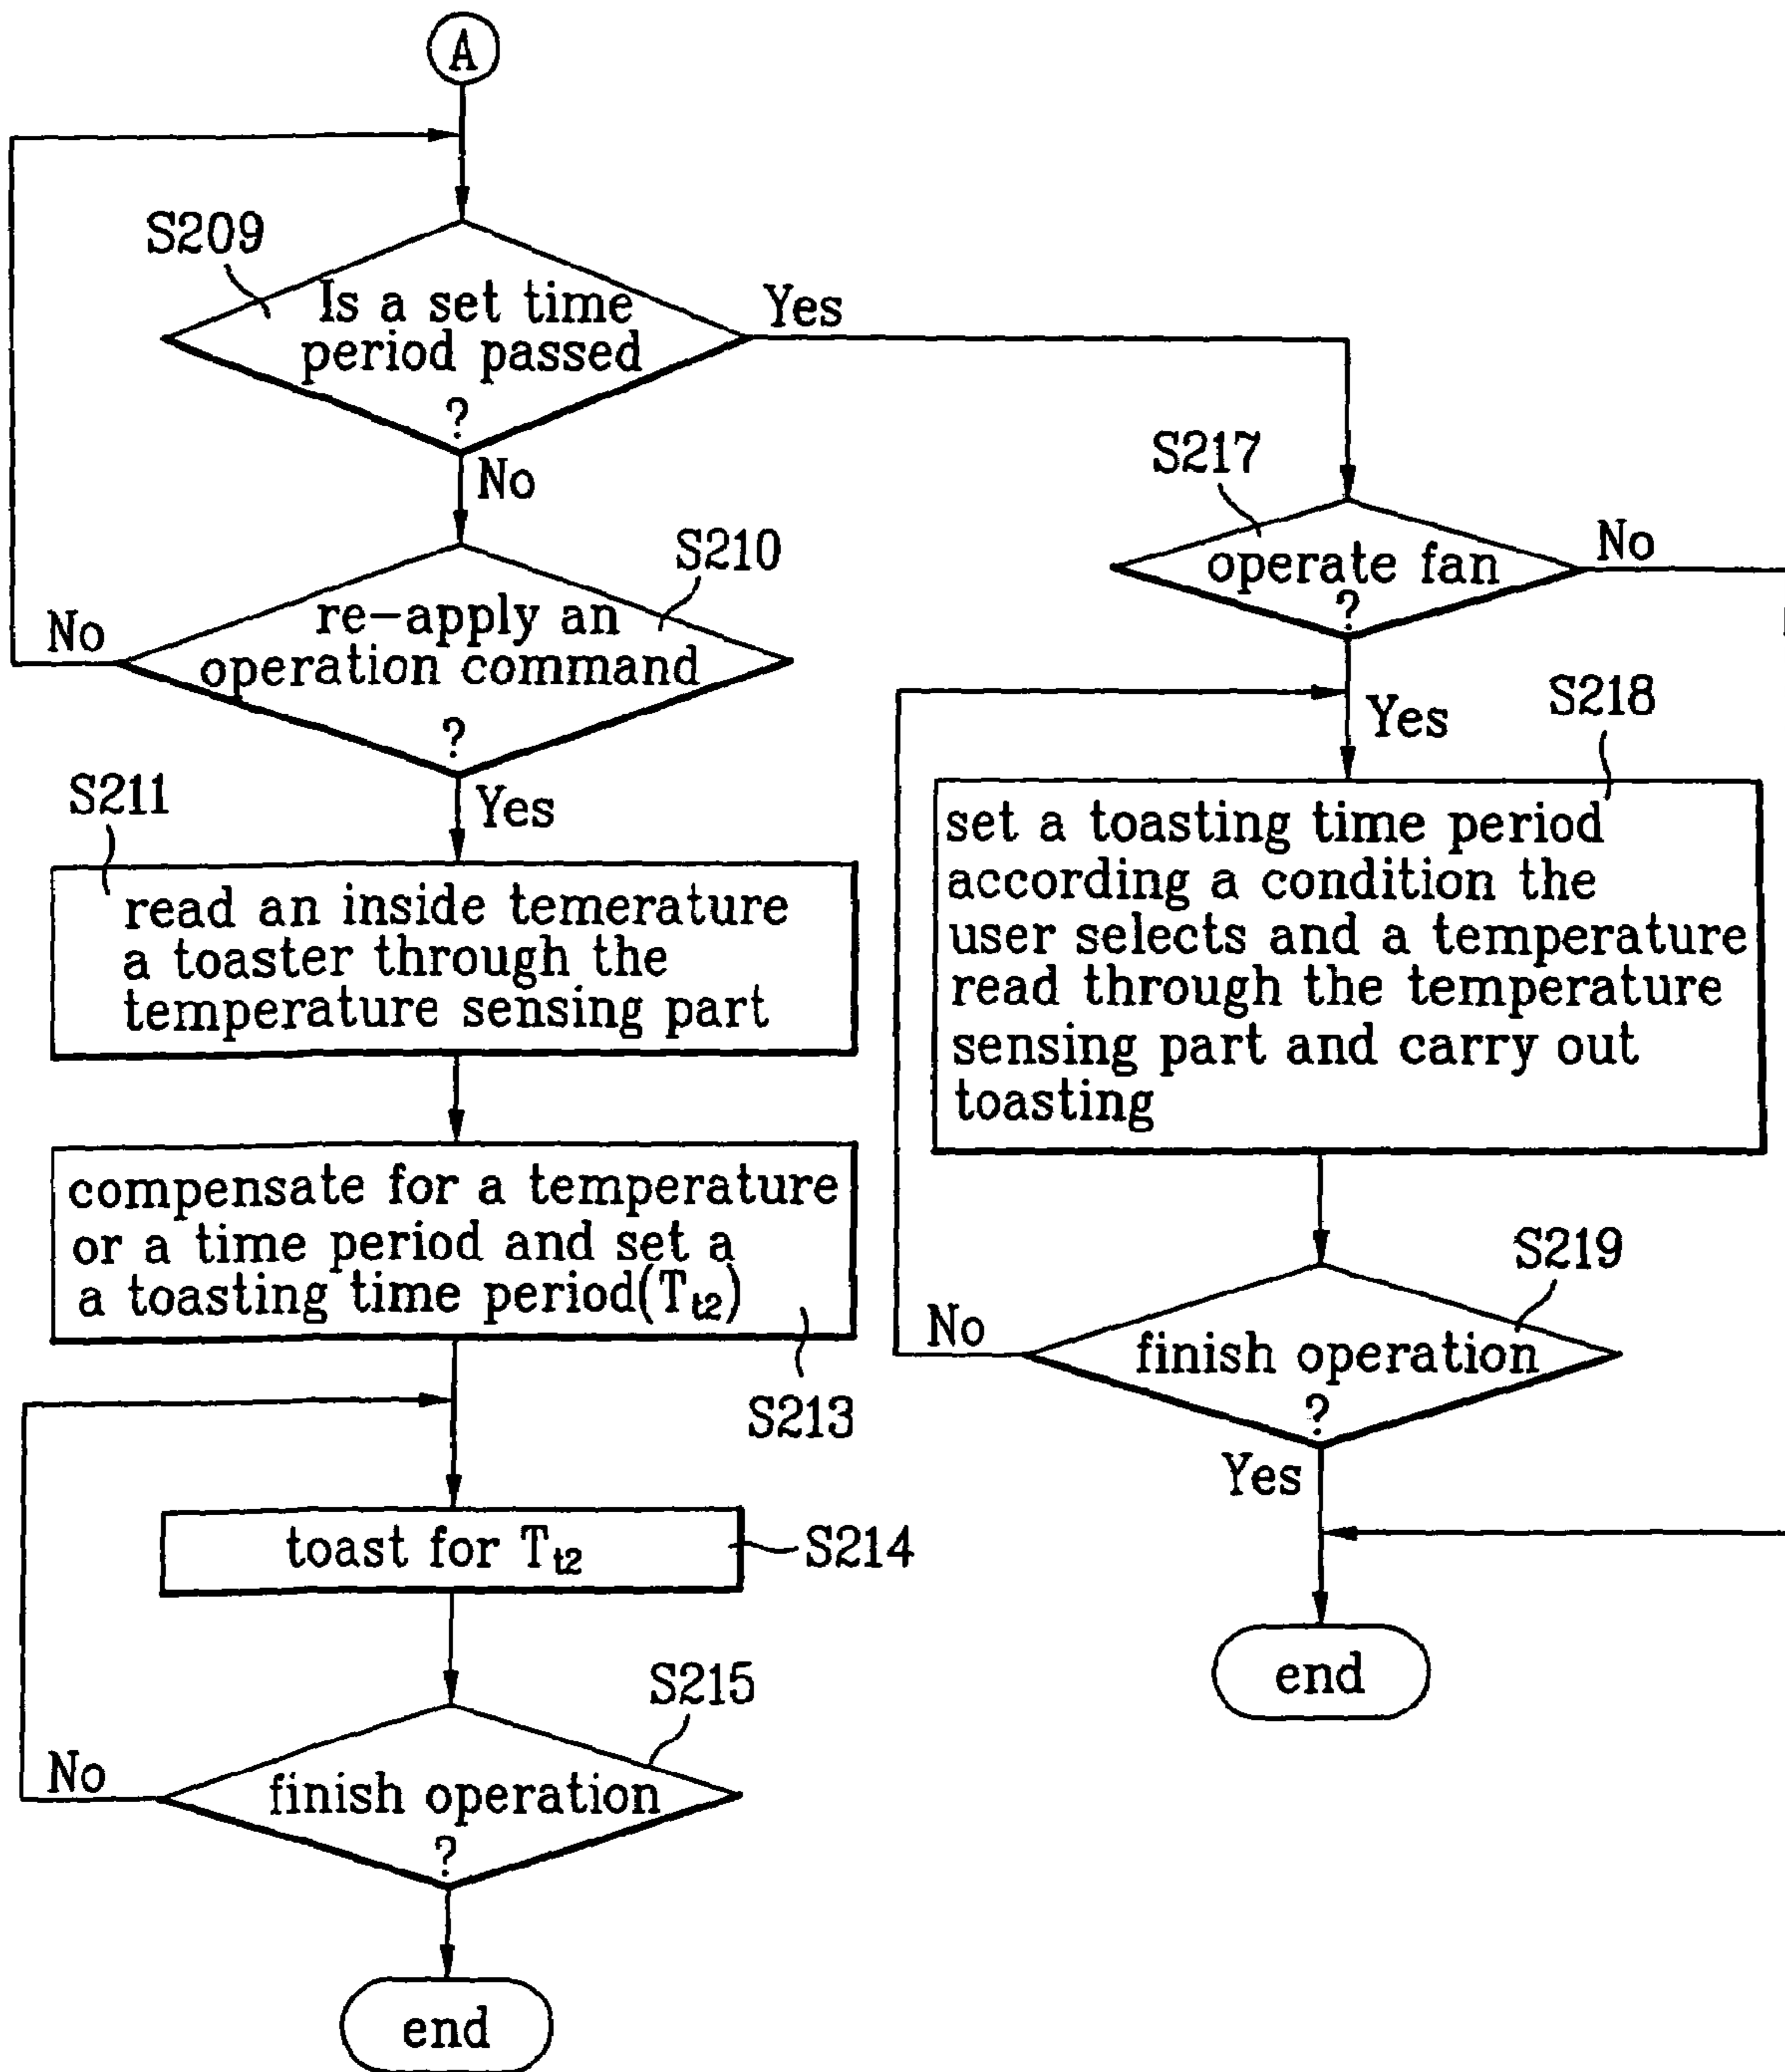 A
S209
Is a set time
period passed
?
Yes
No
S210
re-apply an
operation command
?
No
Yes
S211
read an inside temerature
a toaster through the
temperature sensing part
compensate for a temperature
or a time period and set a
a toasting time period(Tt2)
S213
toast for Tt2
S214
S215
finish operation
?
No
end
S217
operate fan
?
No
Yes
S218
set a toasting time period
according a condition the
user selects and a temperature
read through the temperature
sensing part and carry out
toasting
S219
finish operation
?
No
Yes
end